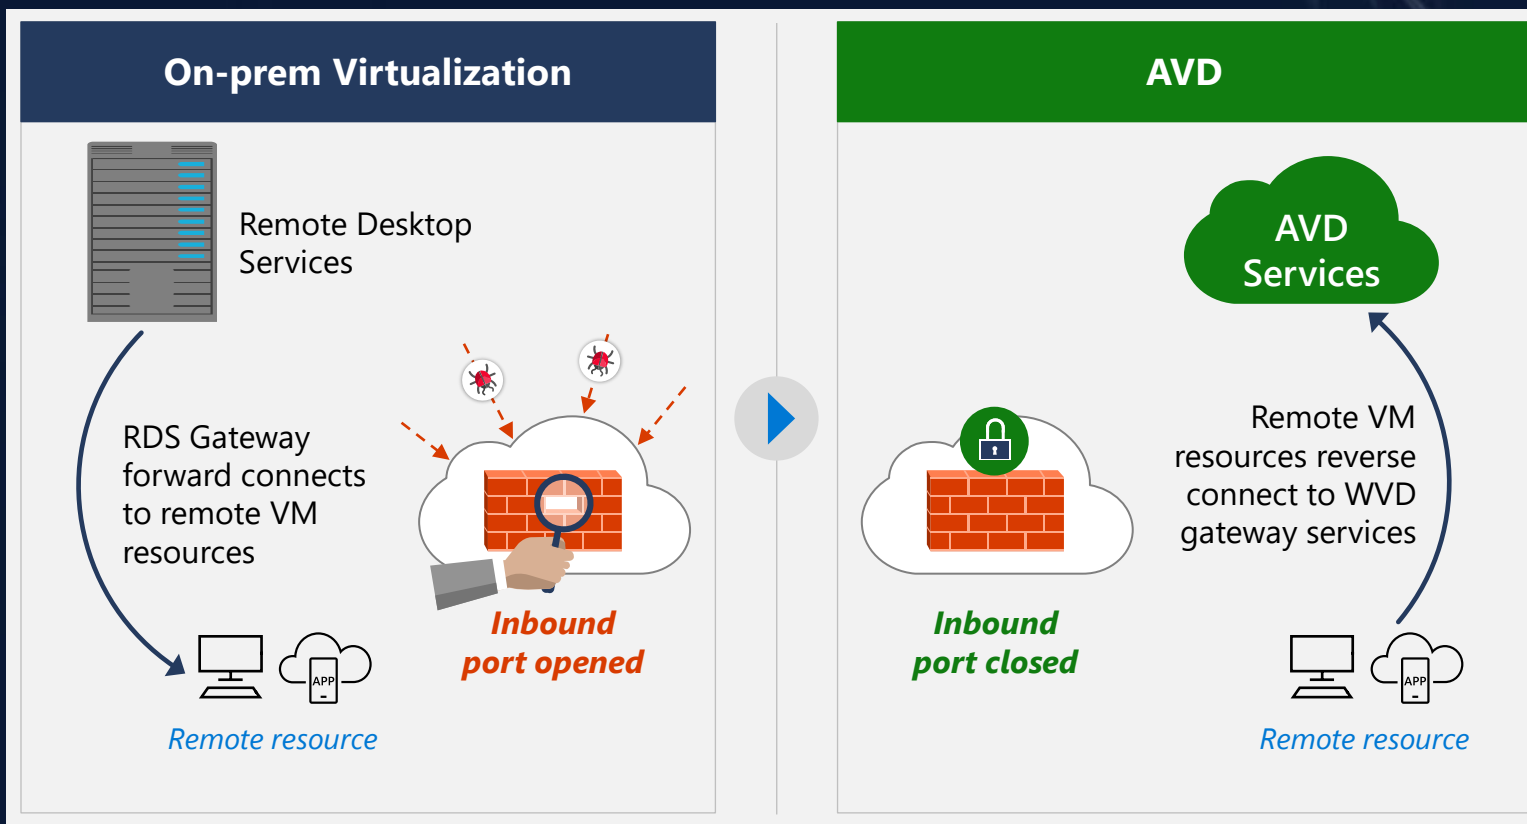 On-prem Virtualization
Remote Desktop
Services
RDS Gateway
forward connects
to remote VM
resources
Inbound
port opened
APP
Remote resource
AVD
AVD
Services
Remote VM
resources reverse
connect to WVD
gateway services
Inbound
port closed
APP
Remote resource